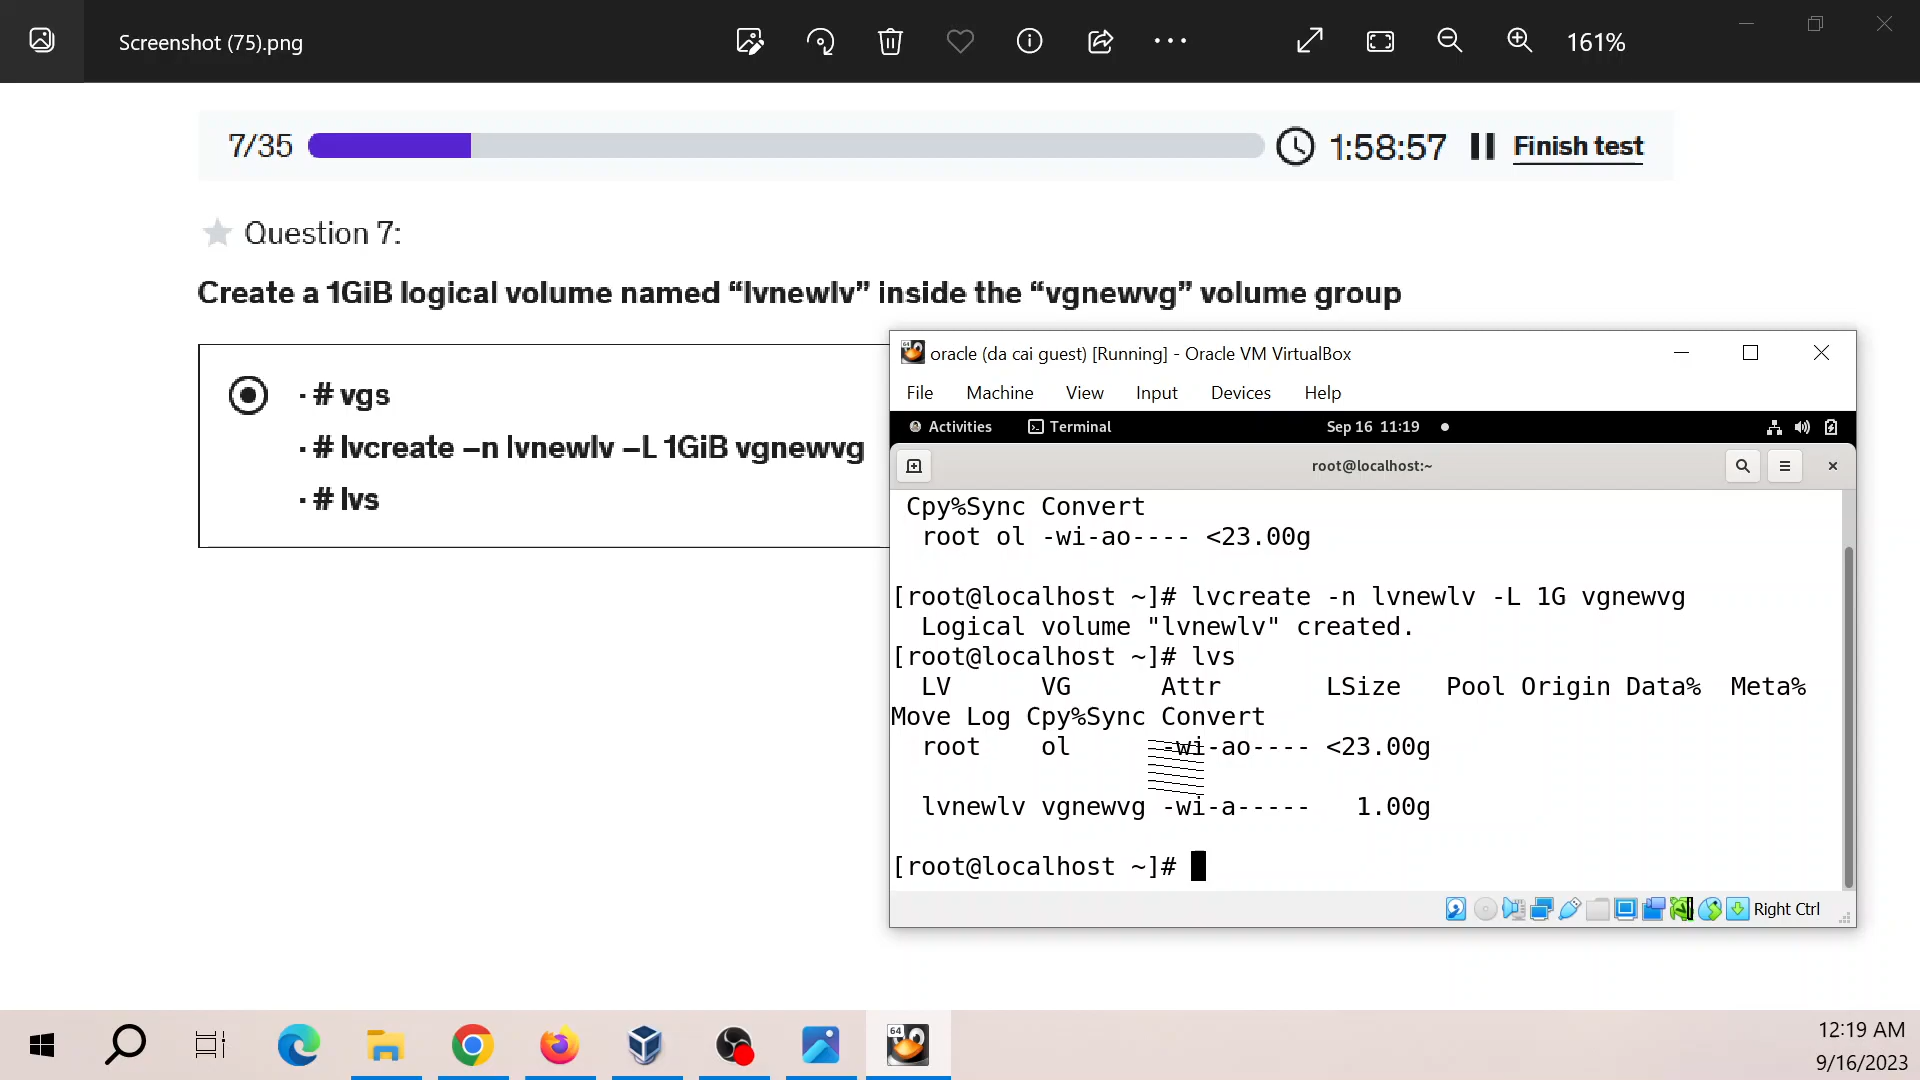 Screenshot (75).png
161%
7/35
1:58:57
Finish test
Question 7:
Create a 1GiB logical volume named “lvnewlv” inside the “vgnewvg” volume group
· # vgs
· # lvcreate –n lvnewlv –L 1GiB vgnewvg
· # lvs
64
oracle (da cai guest) [Running] - Oracle VM VirtualBox
File Machine View Input Devices Help
Activities Terminal Sep 16 11:19
root@localhost:~
Cpy%Sync Convert
root ol -wi-ao---- <23.00g
[root@localhost ~]# lvcreate -n lvnewlv -L 1G vgnewvg
Logical volume "lvnewlv" created.
[root@localhost ~]# lvs
LV VG Attr LSize Pool Origin Data% Meta%
Move Log Cpy%Sync Convert
root ol -wi-ao---- <23.00g
lvnewlv vgnewvg -wi-a----- 1.00g
[root@localhost ~]#
Right Ctrl
64
12:19 AM
9/16/2023